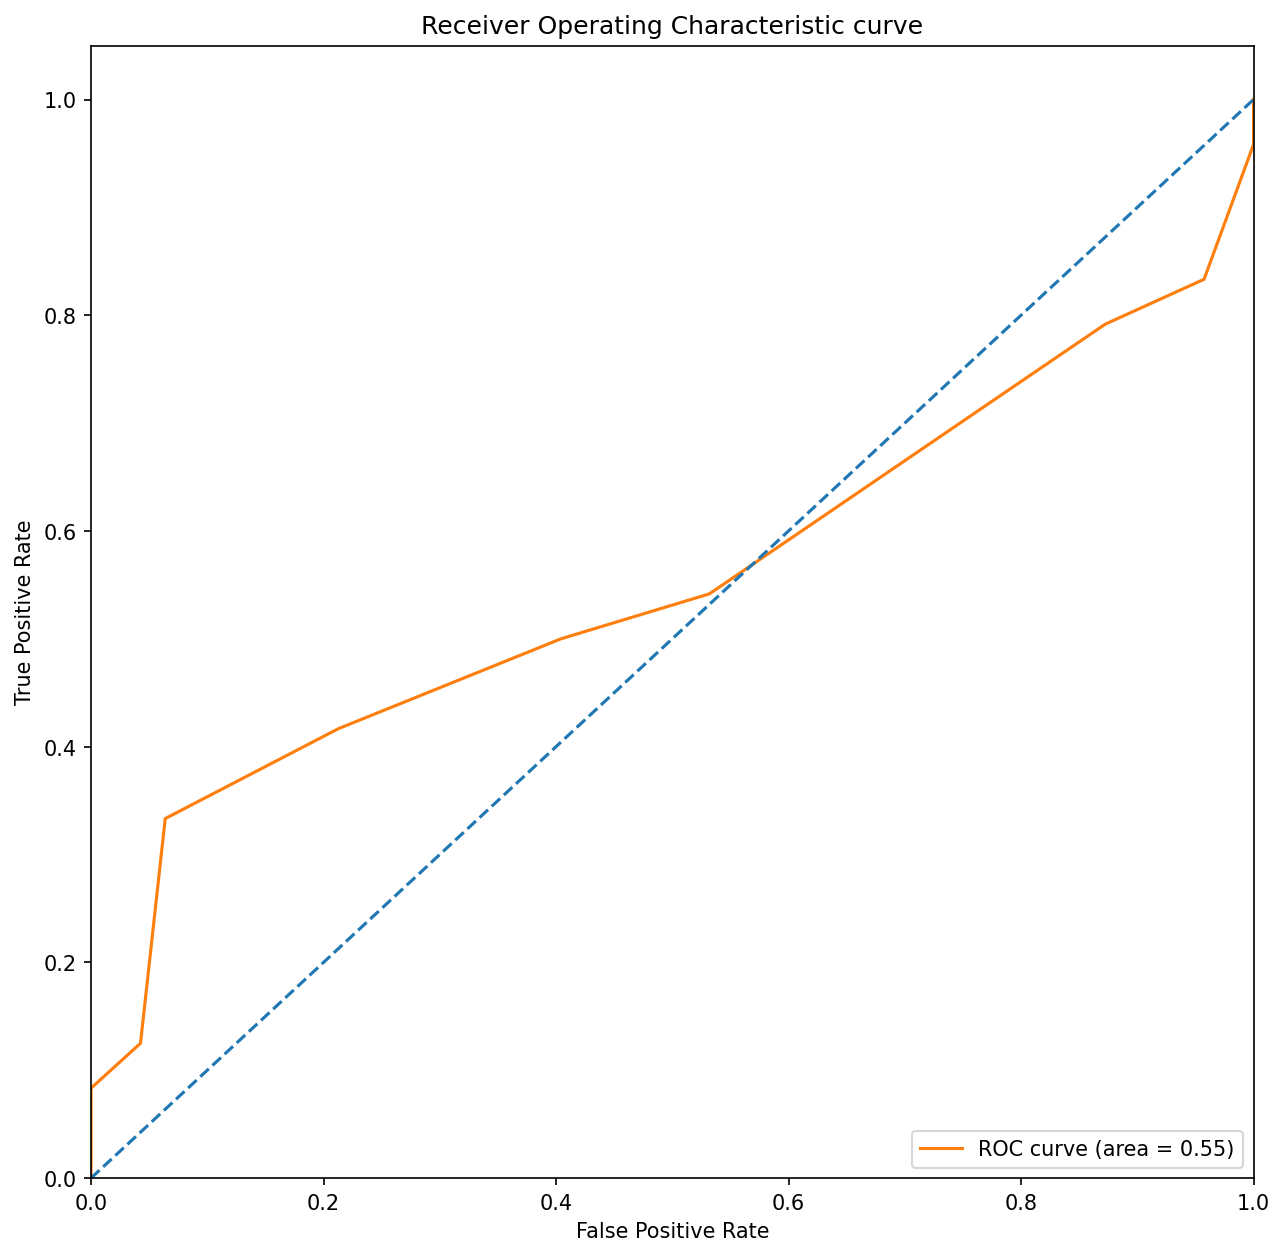 Receiver Operating Characteristic curve
1.0
0.8
0.6
0.4
0.2
0.0
True Positive Rate
ROC curve (area = 0.55)
0.0 0.2 0.4 0.6 0.8 1.0
False Positive Rate